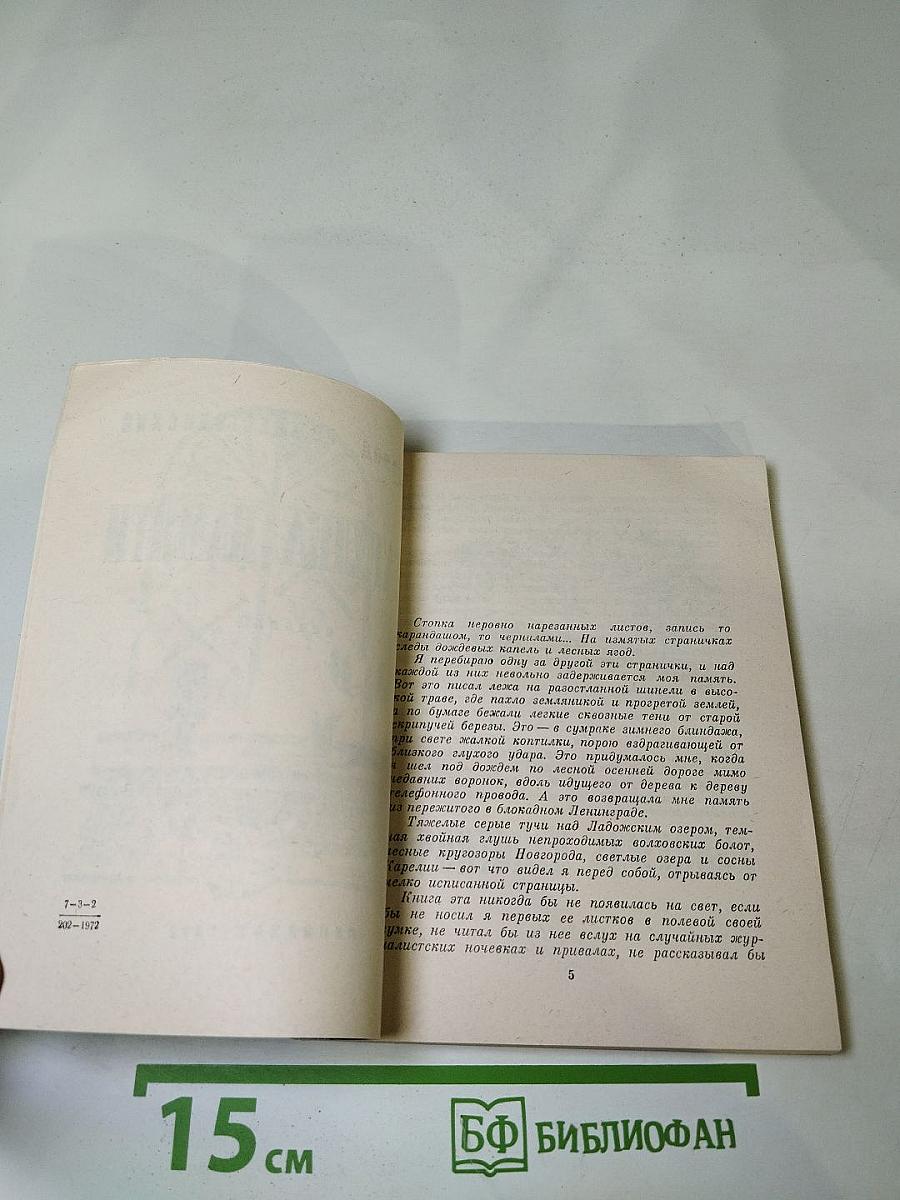 7—3—2
202—1972
Стопка неровно нарезанных листов, запись то
карандашом, то чернилами... На измятых страничках
следы дождевых капель и лесных ягод.
Я перебираю одну за другой эти странички, и над
каждой из них невольно задерживается моя память.
Вот это писал лежа на разостланной шинели в высо-
кой траве, где пахло земляникой и прогретой землей,
а по бумаге бежали легкие сквозные тени от старой
скрипучей березы. Это — в сумраке зимнего блиндажа,
при свете жалкой коптилки, порою вздрагивающей от
близкого глухого удара. Это придумалось мне, когда
я шел под дождем по лесной осенней дороге мимо
недавних воронок, вдоль идущего от дерева к дереву
телефонного провода. А это возвращала мне память
из пережитого в блокадном Ленинграде.
Тяжелые серые тучи над Ладожским озером, тем-
ная хвойная глушь непроходимых волховских болот,
лесные кругозоры Новгорода, светлые озера и сосны
Карелии — вот что видел я перед собой, отрываясь от
мелко исписанной страницы.
Книга эта никогда бы не появилась на свет, если
бы не носил я первых ее листков в полевой своей
сумке, не читал бы из нее вслух на случайных жур-
налистских ночевках и привалах, не рассказывал бы
5
15 см
БФ БИБЛИОФАН